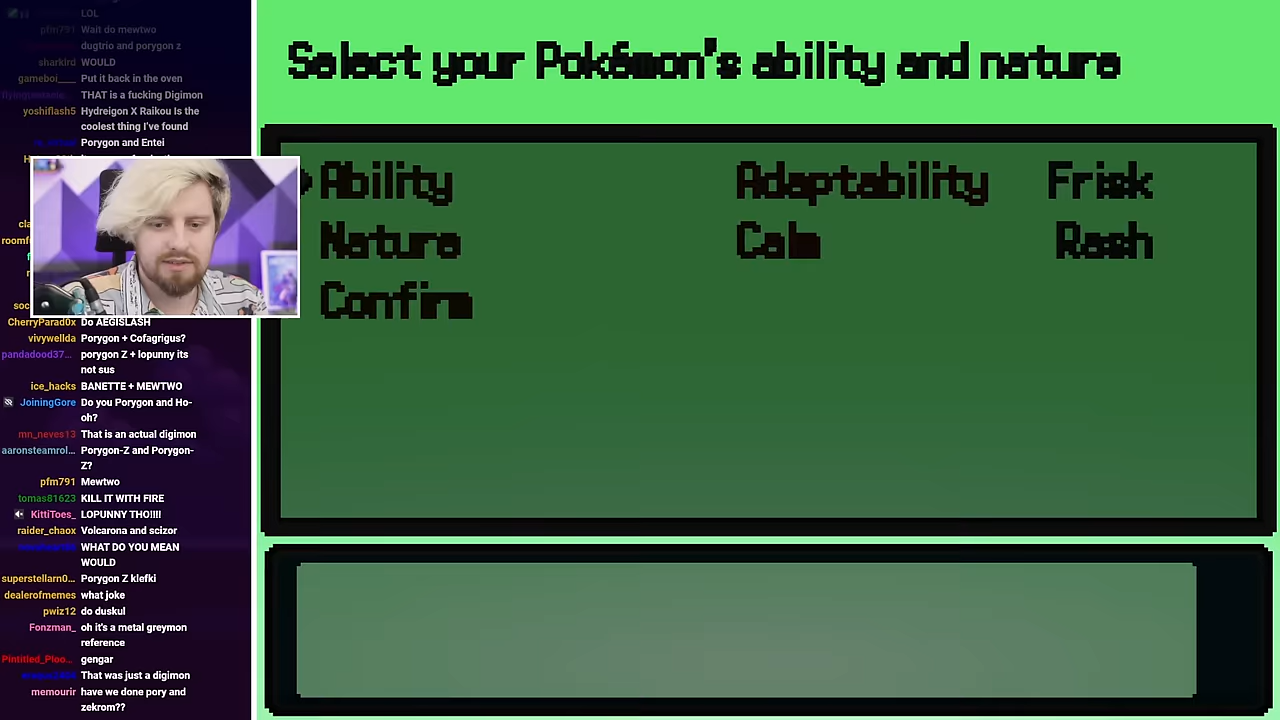 LOL
pfm791 Wait do mewtwo
dugtrio and porygon z
sharkird WOULD
gameboi____ Put it back in the oven
THAT is a fucking Digimon
yoshiflash5 Hydreigon X Raikou Is the
coolest thing I've found
Porygon and Entei
CherryParad0x Do AEGISLASH
vivywellda Porygon + Cofagrigus?
pandadood37... porygon Z + lopunny its
not sus
ice_hacks BANETTE + MEWTWO
JoiningGore Do you Porygon and Ho-
oh?
mn_neves13 That is an actual digimon
aaronsteamrol... Porygon-Z and Porygon-
Z?
pfm791 Mewtwo
tomas81623 KILL IT WITH FIRE
KittiToes_ LOPUNNY THO!!!!
raider_chaox Volcarona and scizor
WHAT DO YOU MEAN
WOULD
superstellarn0... Porygon Z klefki
dealerofmemes what joke
pwiz12 do duskul
Fonzman_ oh it's a metal greymon
reference
Pintitled_Ploo... gengar
That was just a digimon
memourir have we done pory and
zekrom??
Select your Pokémon's ability and nature
Ability Adaptability Frisk
Nature Calm Rash
Confirm